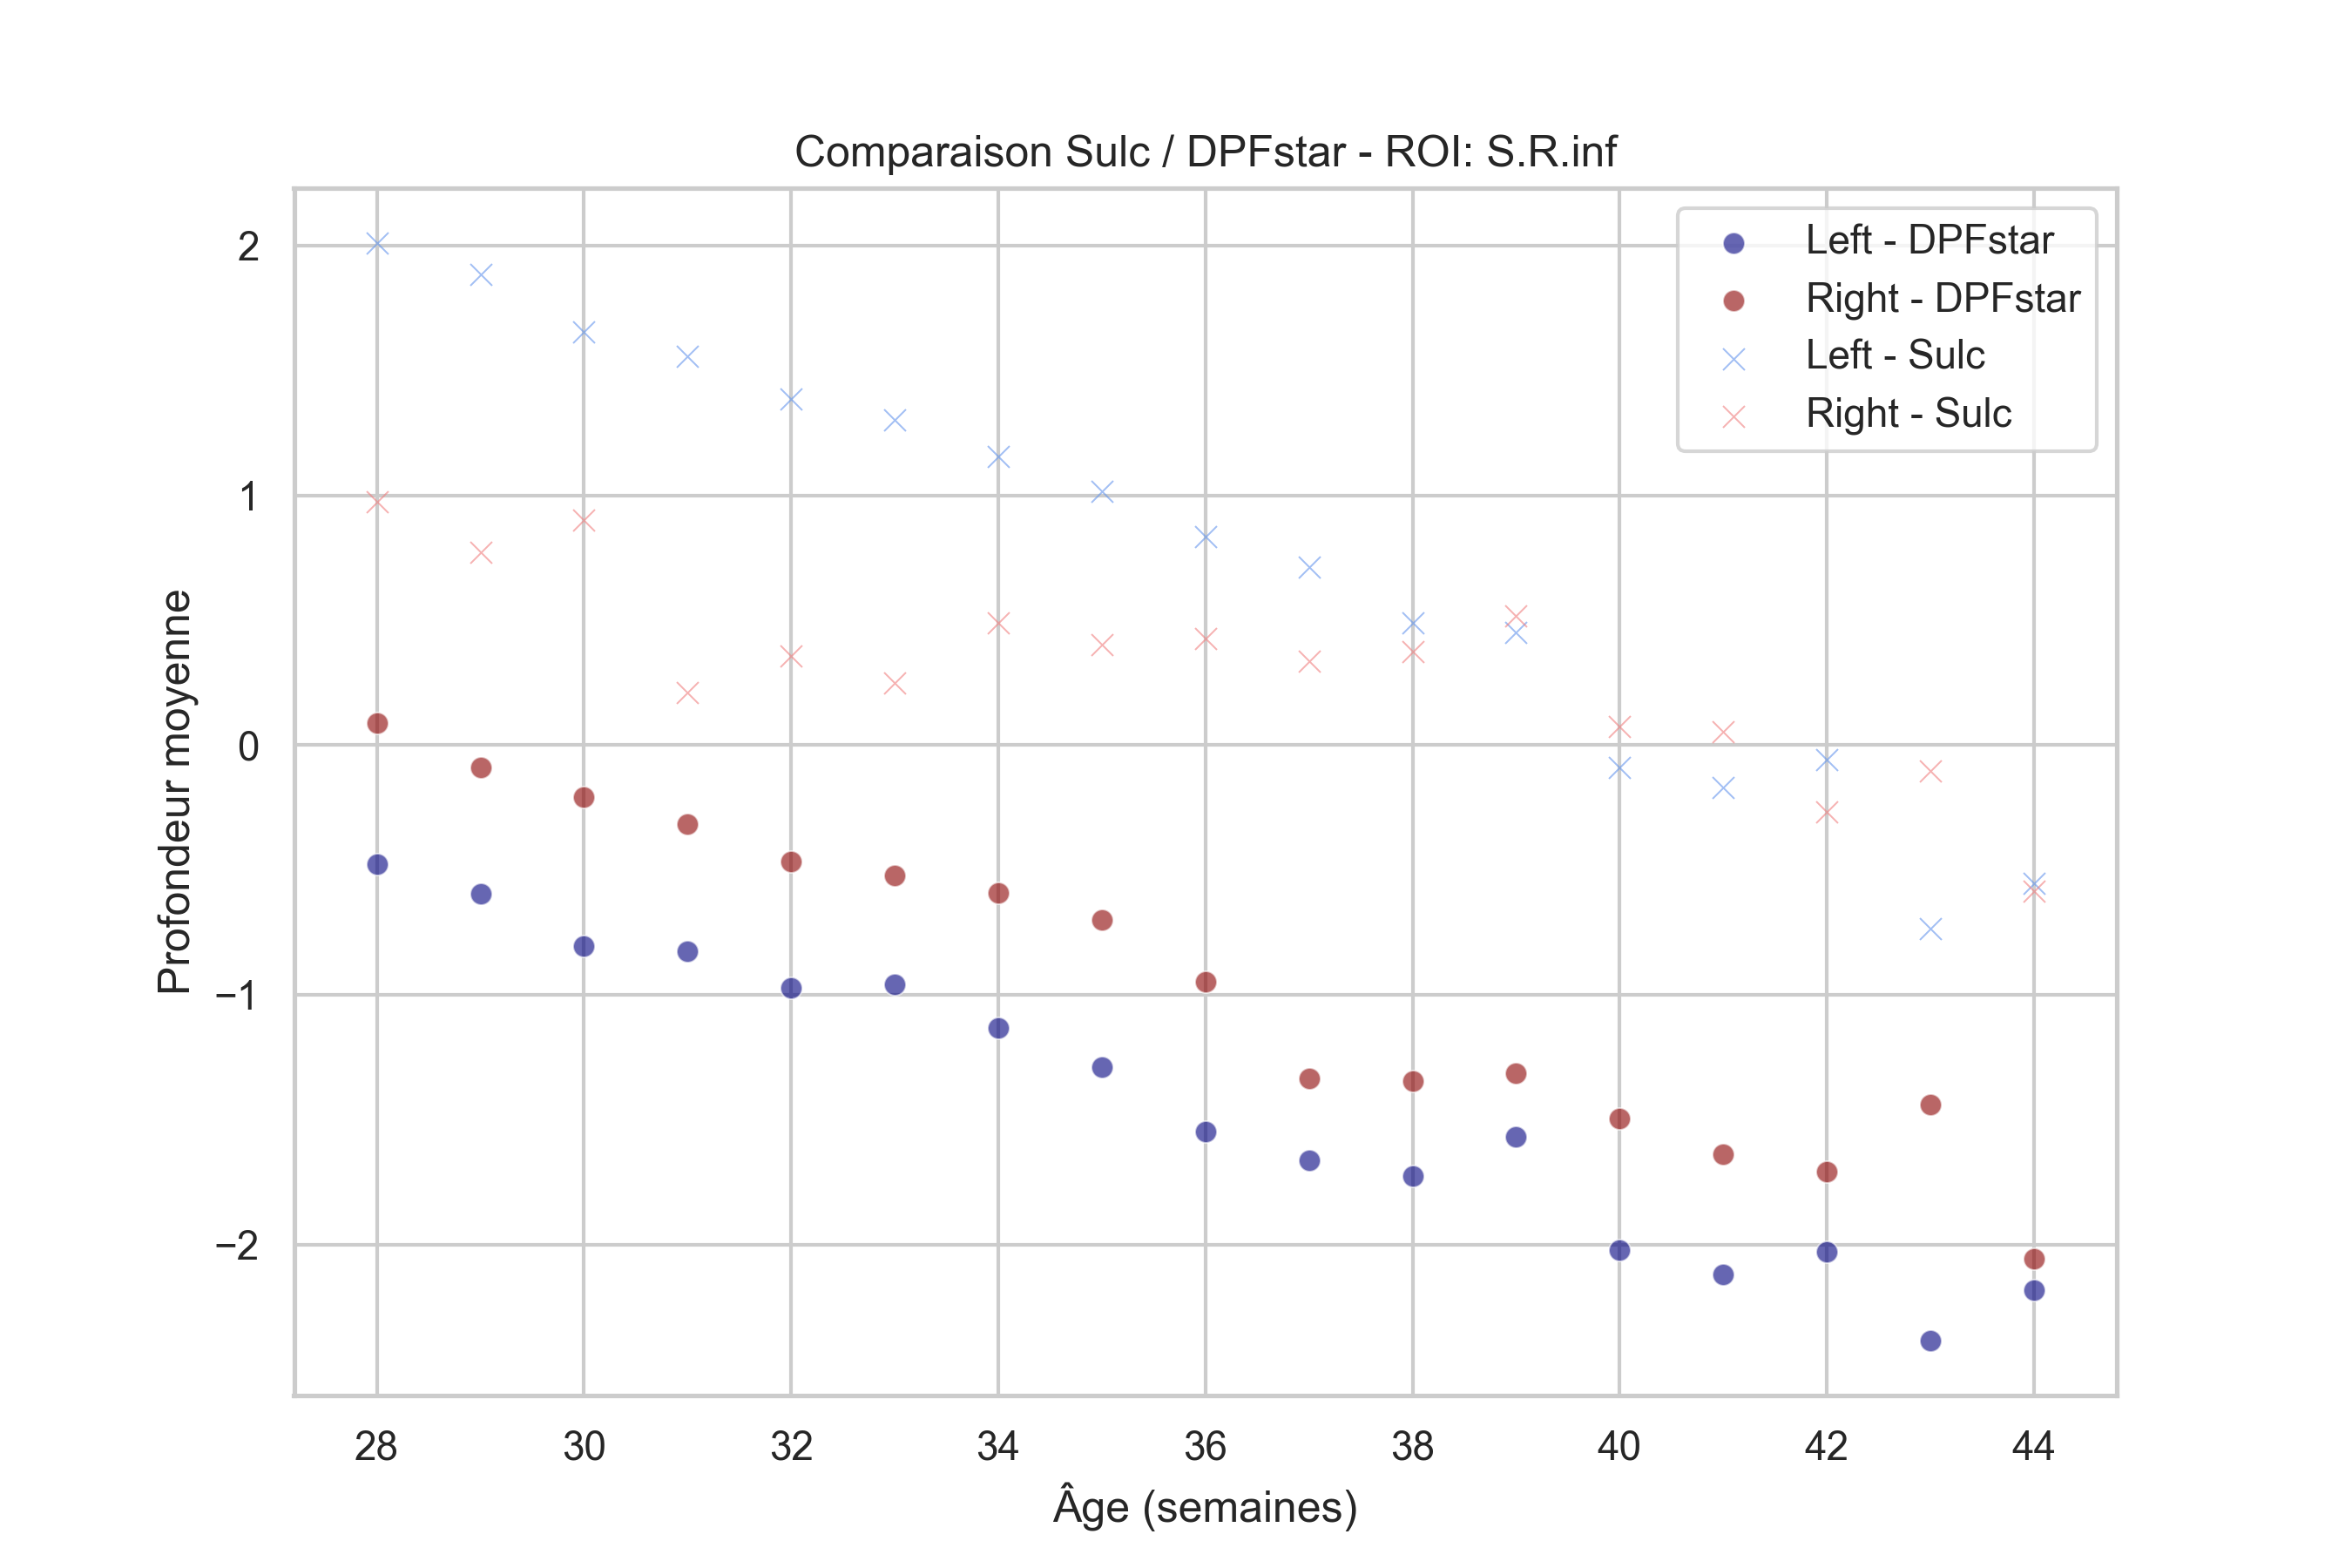 Comparaison Sulc / DPFstar - ROI: S.R.inf
Left - DPFstar
Right - DPFstar
Left - Sulc
Right - Sulc
Profondeur moyenne
2
1
0
−1
−2
28 30 32 34 36 38 40 42 44
Âge (semaines)